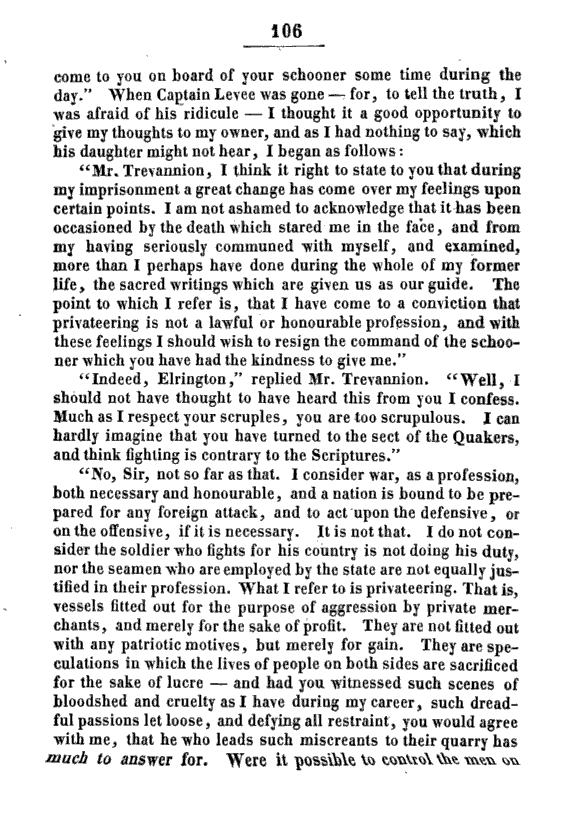 106
come to you on board of your schooner some time during the
day." When Captain Levee was gone — for, to tell the truth, I
was afraid of his ridicule — I thought it a good opportunity to
give my thoughts to my owner, and as I had nothing to say, which
his daughter might not hear, I began as follows:
"Mr. Trevannion, I think it right to state to you that during
my imprisonment a great change has come over my feelings upon
certain points. I am not ashamed to acknowledge that it has been
occasioned by the death which stared me in the face, and from
my having seriously communed with myself, and examined,
more than I perhaps have done during the whole of my former
life, the sacred writings which are given us as our guide. The
point to which I refer is, that I have come to a conviction that
privateering is not a lawful or honourable profession, and with
these feelings I should wish to resign the command of the schoo-
ner which you have had the kindness to give me."
"Indeed, Elrington," replied Mr. Trevannion. "Well, I
should not have thought to have heard this from you I confess.
Much as I respect your scruples, you are too scrupulous. I can
hardly imagine that you have turned to the sect of the Quakers,
and think fighting is contrary to the Scriptures."
"No, Sir, not so far as that. I consider war, as a profession,
both necessary and honourable, and a nation is bound to be pre-
pared for any foreign attack, and to act upon the defensive, or
on the offensive, if it is necessary. It is not that. I do not con-
sider the soldier who fights for his country is not doing his duty,
nor the seamen who are employed by the state are not equally jus-
tified in their profession. What I refer to is privateering. That is,
vessels fitted out for the purpose of aggression by private mer-
chants, and merely for the sake of profit. They are not fitted out
with any patriotic motives, but merely for gain. They are spe-
culations in which the lives of people on both sides are sacrificed
for the sake of lucre — and had you witnessed such scenes of
bloodshed and cruelty as I have during my career, such dread-
ful passions let loose, and defying all restraint, you would agree
with me, that he who leads such miscreants to their quarry has
much to answer for. Were it possible to control the men on